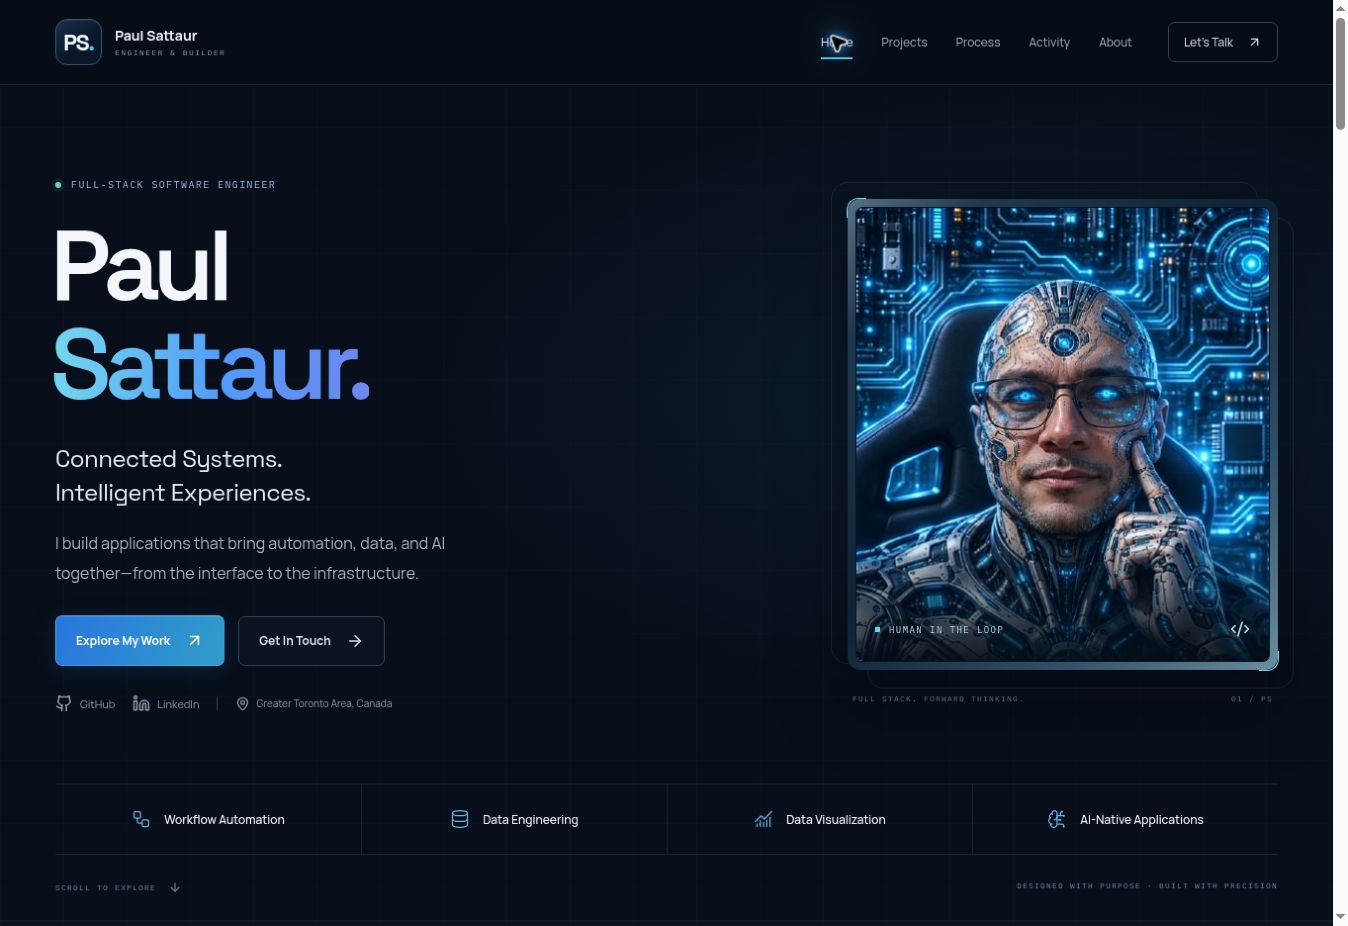 PS.
Paul Sattaur
ENGINEER & BUILDER
Home
Projects
Process
Activity
About
Let's Talk
FULL-STACK SOFTWARE ENGINEER
Paul
Sattaur.
Connected Systems.
Intelligent Experiences.
I build applications that bring automation, data, and AI
together—from the interface to the infrastructure.
Explore My Work
Get In Touch
GitHub
LinkedIn
Greater Toronto Area, Canada
HUMAN IN THE LOOP
FULL STACK. FORWARD THINKING.
01 / PS
Workflow Automation
Data Engineering
Data Visualization
AI-Native Applications
SCROLL TO EXPLORE
DESIGNED WITH PURPOSE · BUILT WITH PRECISION